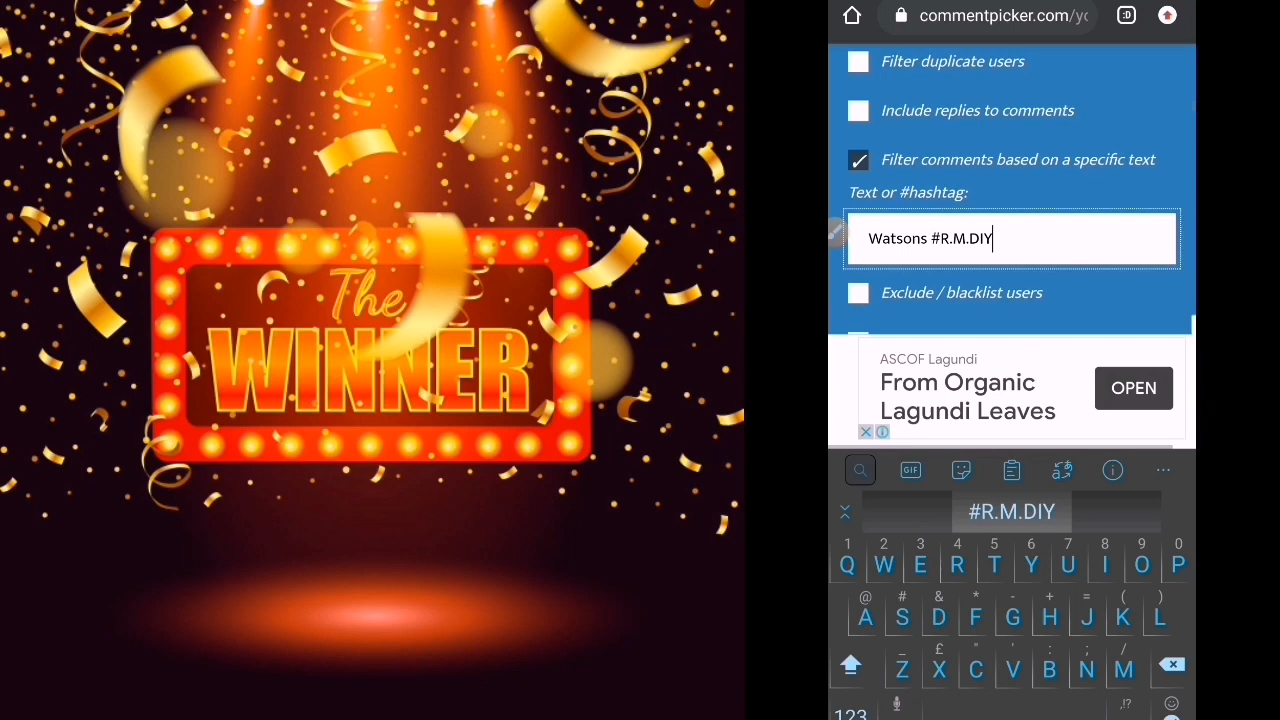 The
WINNER
commentpicker.com/yo
:D
Filter duplicate users
Include replies to comments
Filter comments based on a specific text
Text or #hashtag:
Watsons #R.M.DIY
Exclude / blacklist users
ASCOF Lagundi
From Organic
Lagundi Leaves
OPEN
GIF
#R.M.DIY
1 2 3 4 5 6 7 8 9 0
Q W E R T Y U I O P
@ # & * - + = ( )
A S D F G H J K L
_ £ " ' : ; /
Z X C V B N M
,!?
123